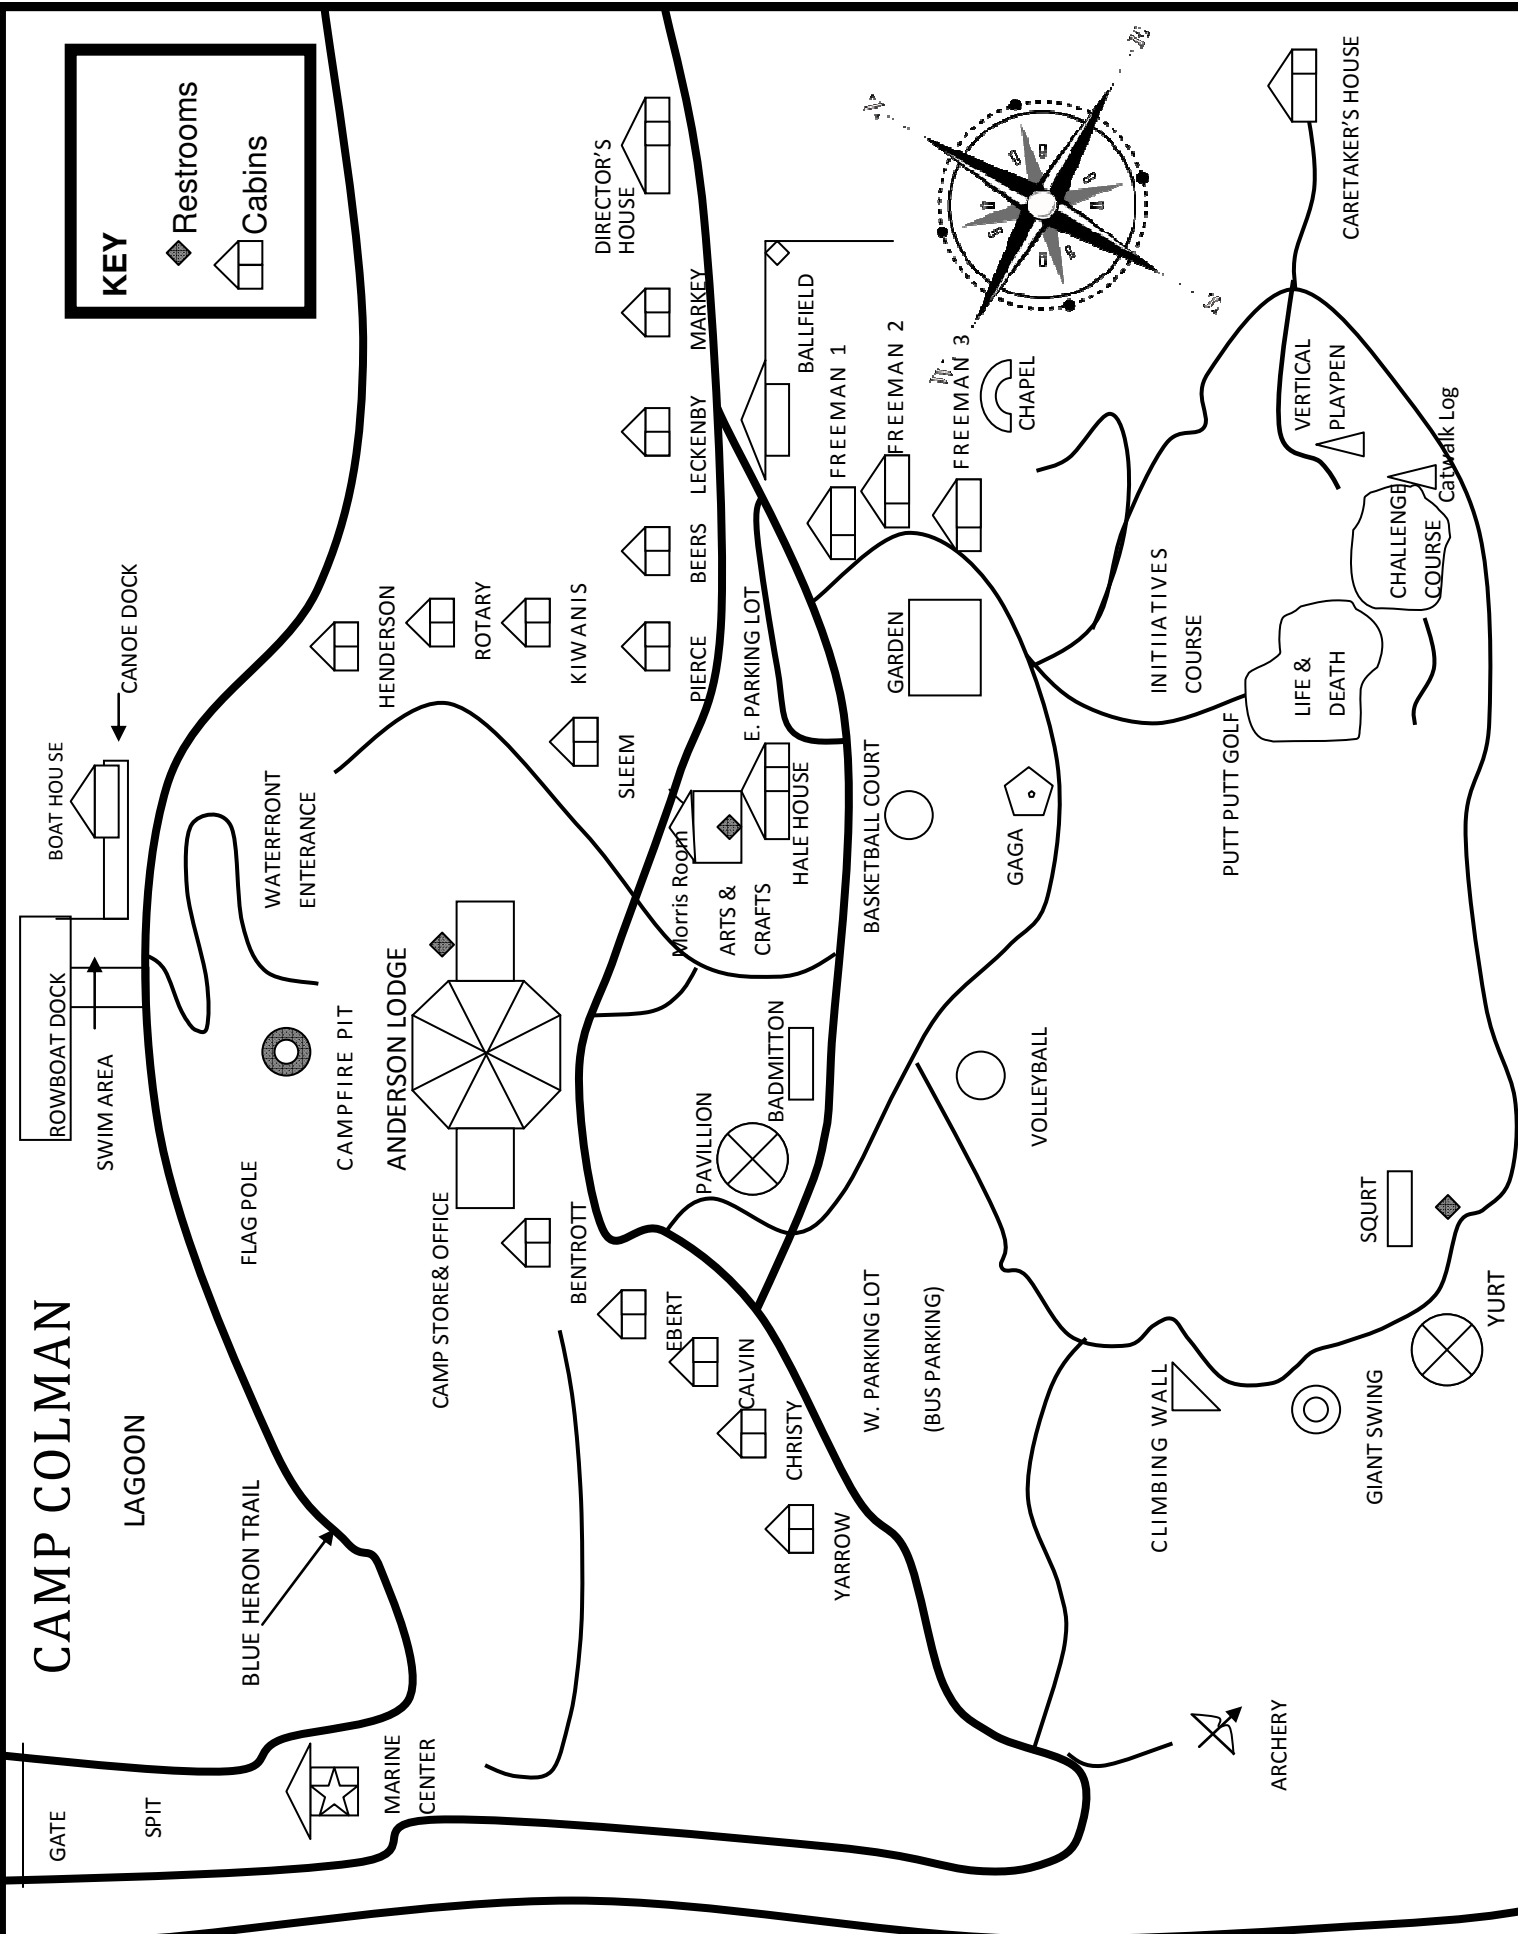 CAMP COLMAN
LAGOON
KEY
Restrooms
Cabins
GATE
SPIT
MARINE
CENTER
BLUE HERON TRAIL
FLAG POLE
ROWBOAT DOCK
SWIM AREA
BOAT HOU SE
CANOE DOCK
WATERFRONT
ENTERANCE
CAMPFIRE PIT
ANDERSON LODGE
CAMP STORE& OFFICE
HENDERSON
ROTARY
KIWANIS
SLEEM
PIERCE
BEERS
LECKENBY
MARKEY
DIRECTOR'S
HOUSE
BENTROTT
EBERT
CALVIN
CHRISTY
YARROW
PAVILLION
BADMITTON
Morris Room
ARTS &
CRAFTS
HALE HOUSE
E. PARKING LOT
BALLFIELD
FREEMAN 1
FREEMAN 2
FREEMAN 3
CHAPEL
N
E
S
W
W. PARKING LOT
(BUS PARKING)
BASKETBALL COURT
GARDEN
GAGA
VOLLEYBALL
INITIATIVES
COURSE
PUTT PUTT GOLF
LIFE &
DEATH
CHALLENGE
COURSE
VERTICAL
PLAYPEN
Catwalk Log
CARETAKER'S HOUSE
CLIMBING WALL
GIANT SWING
SQURT
YURT
ARCHERY